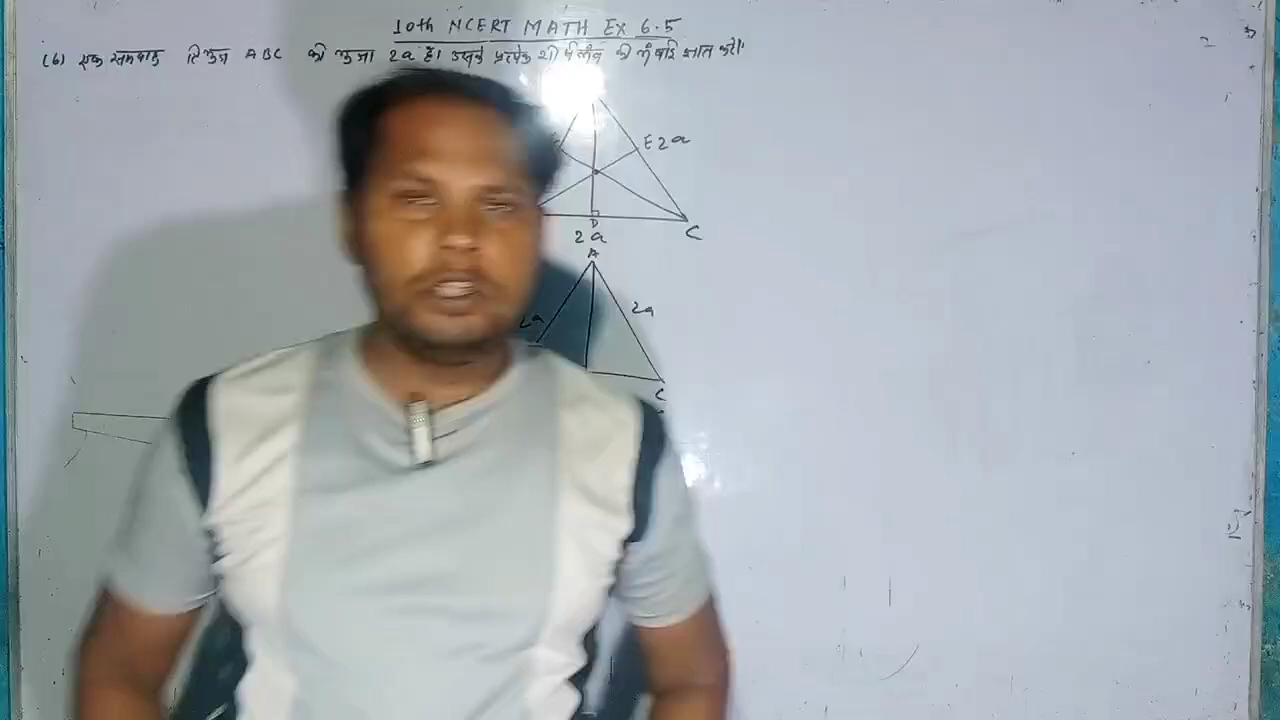 10th NCERT MATH EX 6.5
(6) एक समबाहु त्रिभुज ABC की भुजा 2a है। उसके प्रत्येक शीर्षलंब की लंबाई ज्ञात करो।
E 2a
D
C
2a
A
2a
2a
C